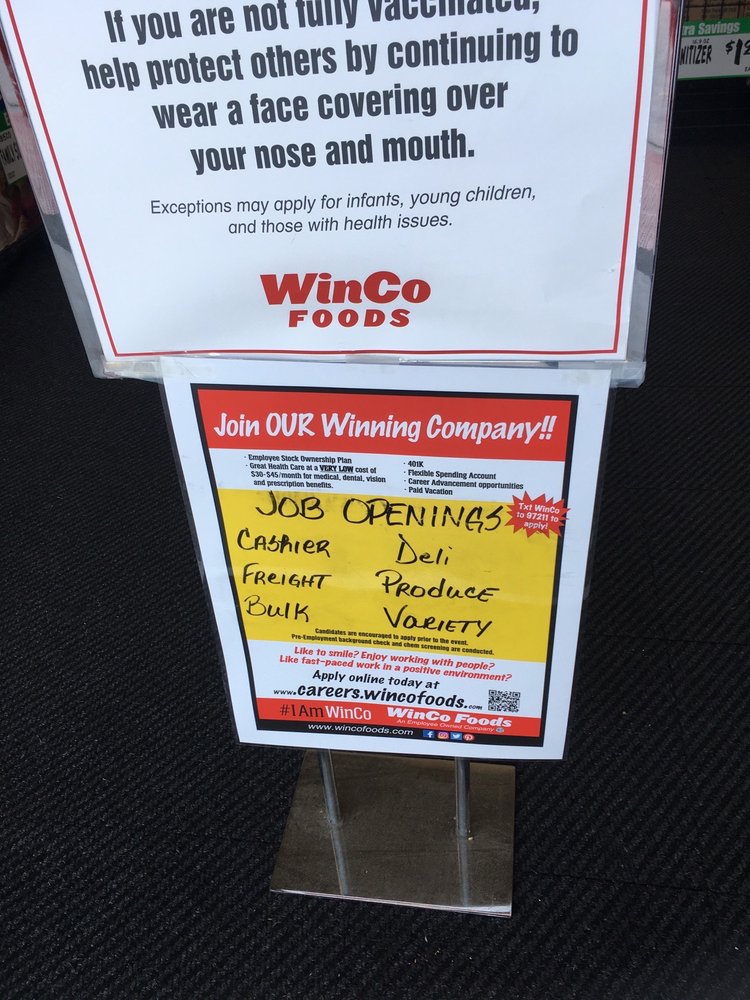 If you are not fully vaccinated,
help protect others by continuing to
wear a face covering over
your nose and mouth.
Exceptions may apply for infants, young children,
and those with health issues.
WinCo
FOODS
ra Savings
16.9 OZ
NITIZER $1
Join OUR Winning Company!!
· Employee Stock Ownership Plan
· Great Health Care at a VERY LOW cost of
$30-$45/month for medical, dental, vision
and prescription benefits.
· 401K
· Flexible Spending Account
· Career Advancement opportunities
· Paid Vacation
JOB OPENINGS
Txt WinCo
to 97211 to
apply!
CASHIER Deli
FREIGHT PRODUCE
BulK VARIETY
Candidates are encouraged to apply prior to the event.
Pre-Employment background check and chem screening are conducted.
Like to smile? Enjoy working with people?
Like fast-paced work in a positive environment?
Apply online today at
www.careers.wincofoods.com
#IAmWinCo WinCo Foods
An Employee Owned Company
www.wincofoods.com